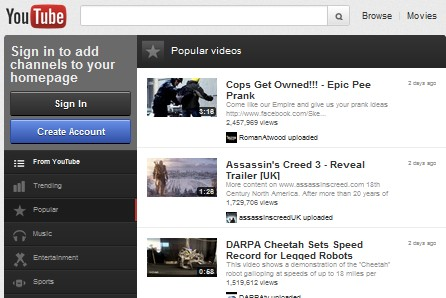 YouTube
Browse Movies
Sign in to add
channels to your
homepage
Sign In
Create Account
From YouTube
Trending
Popular
Music
Entertainment
Sports
Popular videos
3:16
Cops Get Owned!!! - Epic Pee
Prank
2 days ago
Come like our Empire and give us your prank ideas
http://www.facebook.com/Ske...
2,457,969 views
RomanAtwood uploaded
1:26
Assassin's Creed 3 - Reveal
Trailer [UK]
3 days ago
More content on www.assassinscreed.com 18th
Century North America. After more than 20 years of
1,729,706 views
assassinscreedUK uploaded
0:58
DARPA Cheetah Sets Speed
Record for Legged Robots
3 days ago
This video shows a demonstration of the "Cheetah"
robot galloping at speeds of up to 18 miles per
1,519,612 views
DARPAtv uploaded